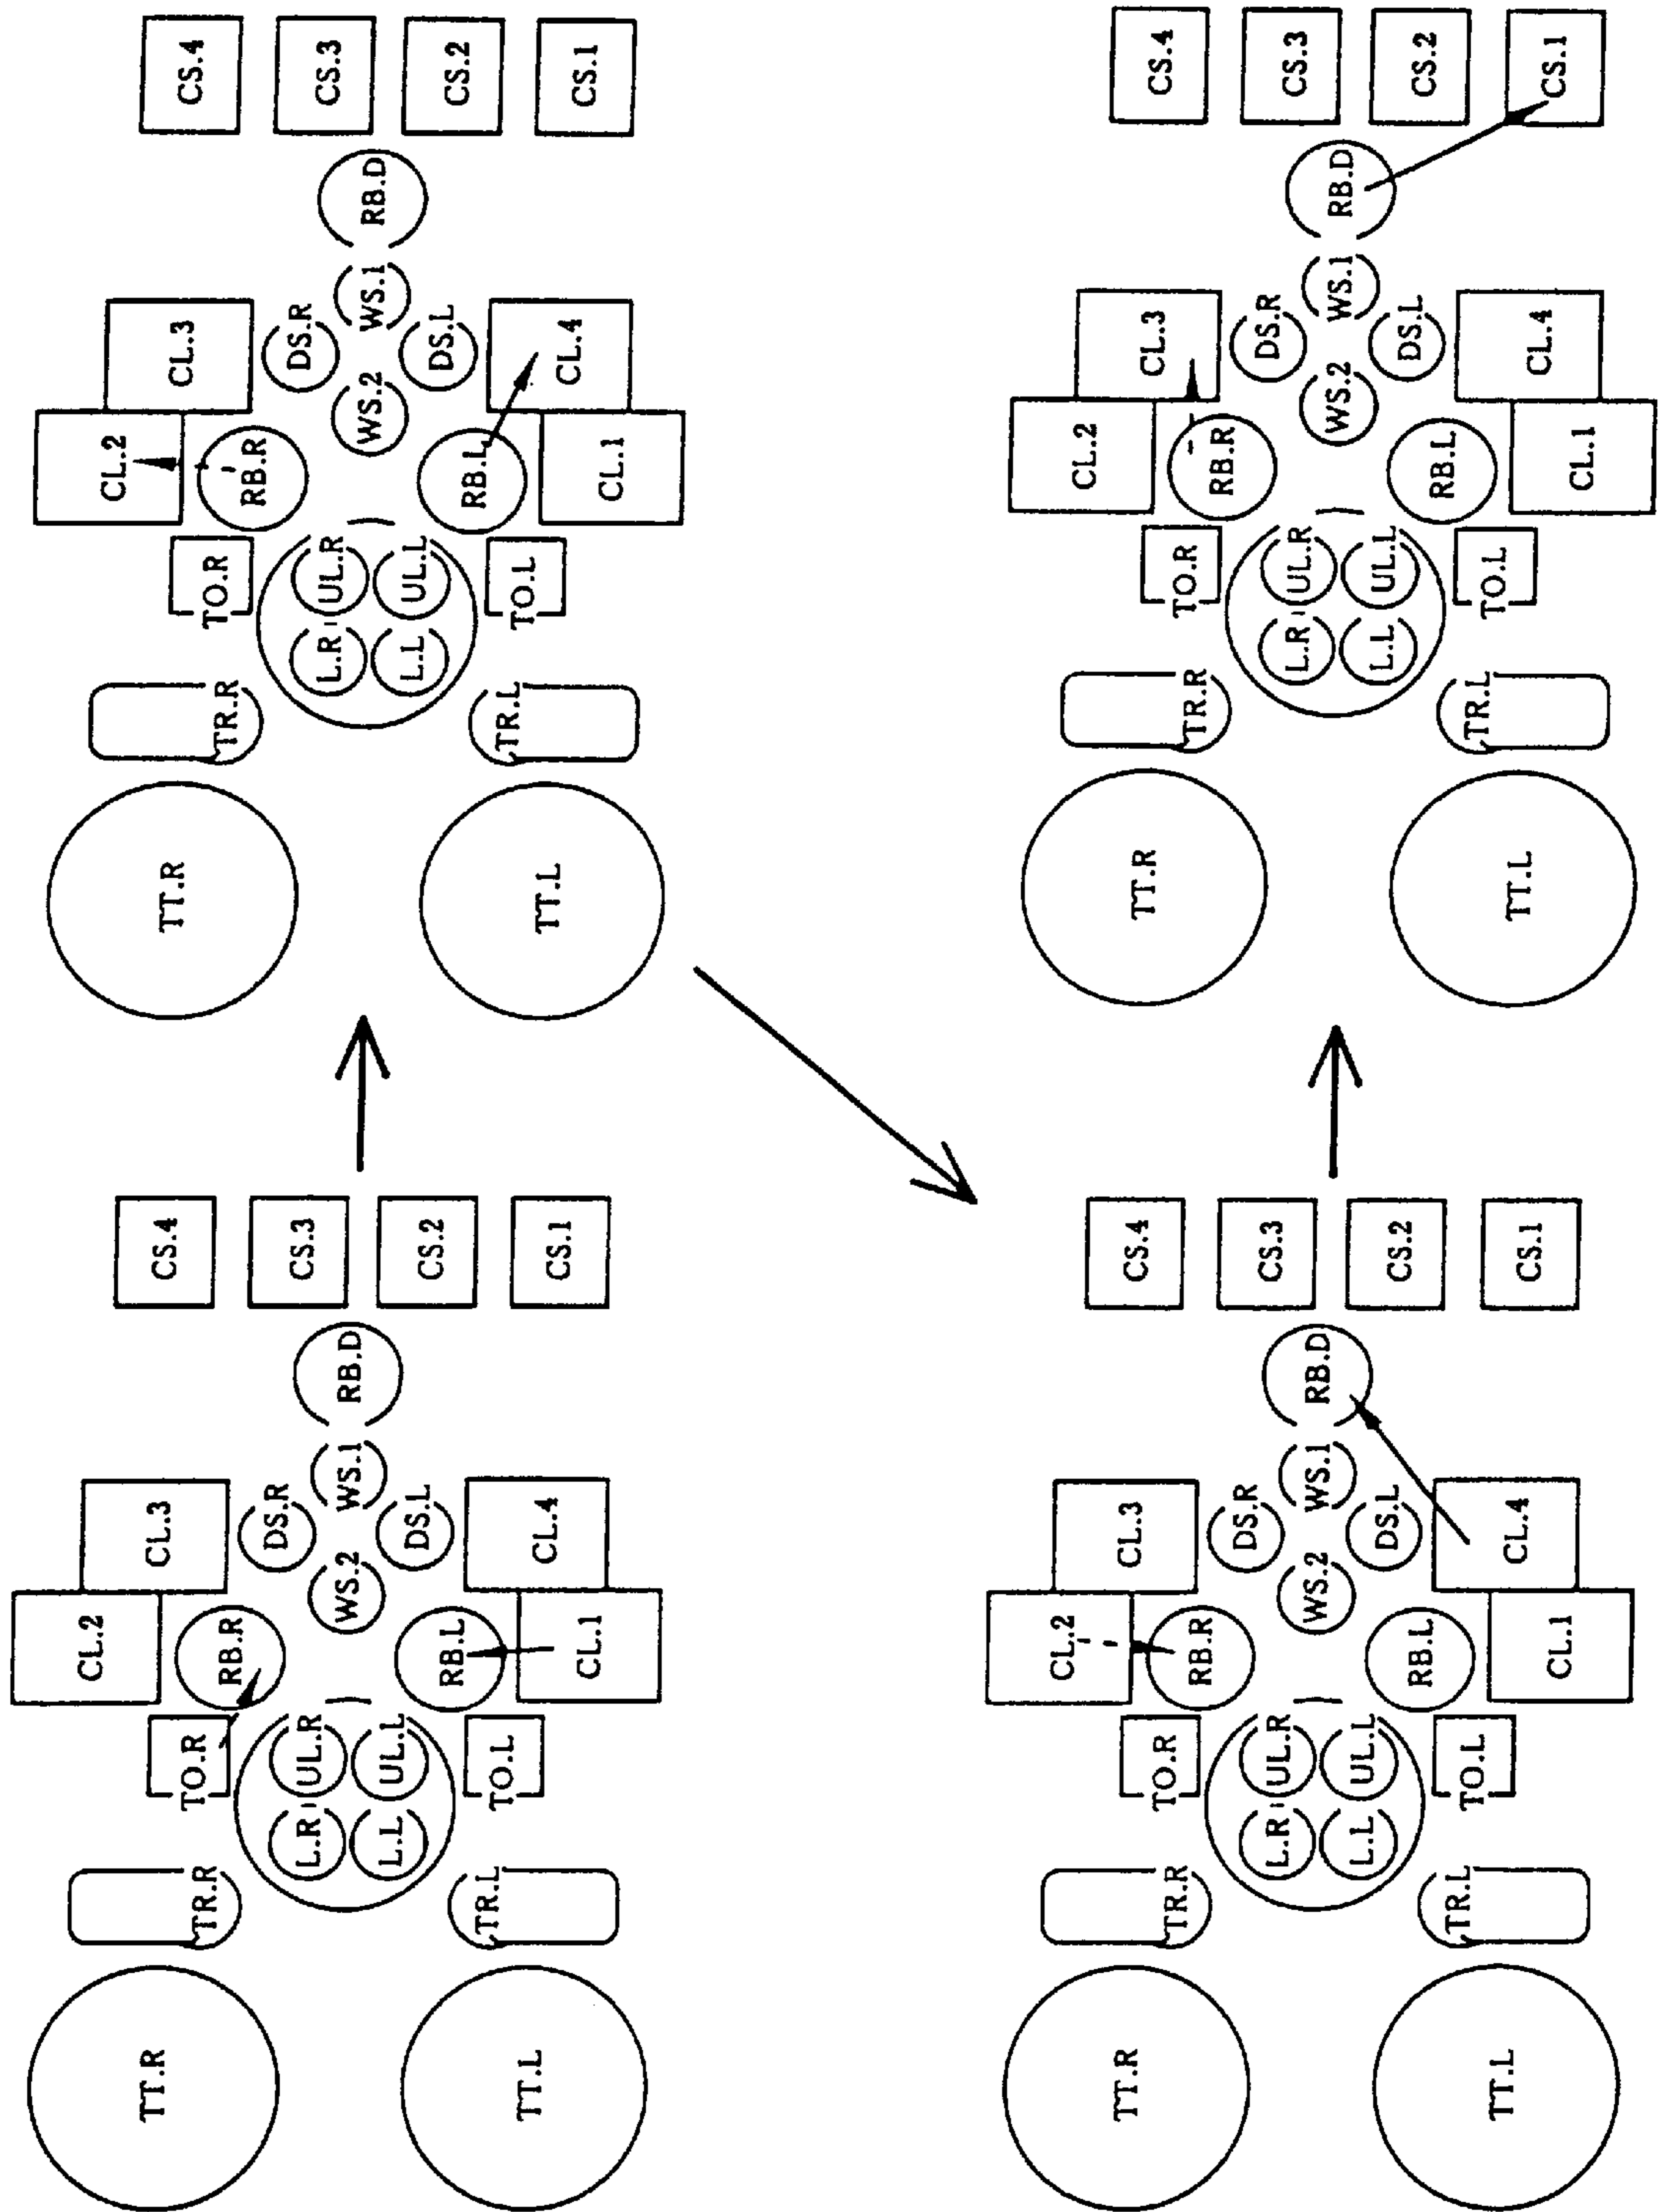 CL.2
TT.R
CL.3
CS.4
TR.R
TO.R
RB.R
DS.R
CS.3
L.R
UL.R
WS.2
WS.1
RB.D
L.L
UL.L
DS.L
CS.2
RB.L
TR.L
TO.L
TT.L
CL.4
CS.1
CL.1
CL.2
TT.R
CL.3
CS.4
TR.R
TO.R
RB.R
DS.R
CS.3
L.R
UL.R
WS.2
WS.1
RB.D
L.L
UL.L
DS.L
CS.2
RB.L
TR.L
TO.L
TT.L
CL.4
CS.1
CL.1
CL.2
TT.R
CL.3
CS.4
TR.R
TO.R
RB.R
DS.R
CS.3
L.R
UL.R
WS.2
WS.1
RB.D
L.L
UL.L
DS.L
CS.2
RB.L
TR.L
TO.L
TT.L
CL.4
CS.1
CL.1
CL.2
TT.R
CL.3
CS.4
TR.R
TO.R
RB.R
DS.R
CS.3
L.R
UL.R
WS.2
WS.1
RB.D
L.L
UL.L
DS.L
CS.2
RB.L
TR.L
TO.L
TT.L
CL.4
CS.1
CL.1